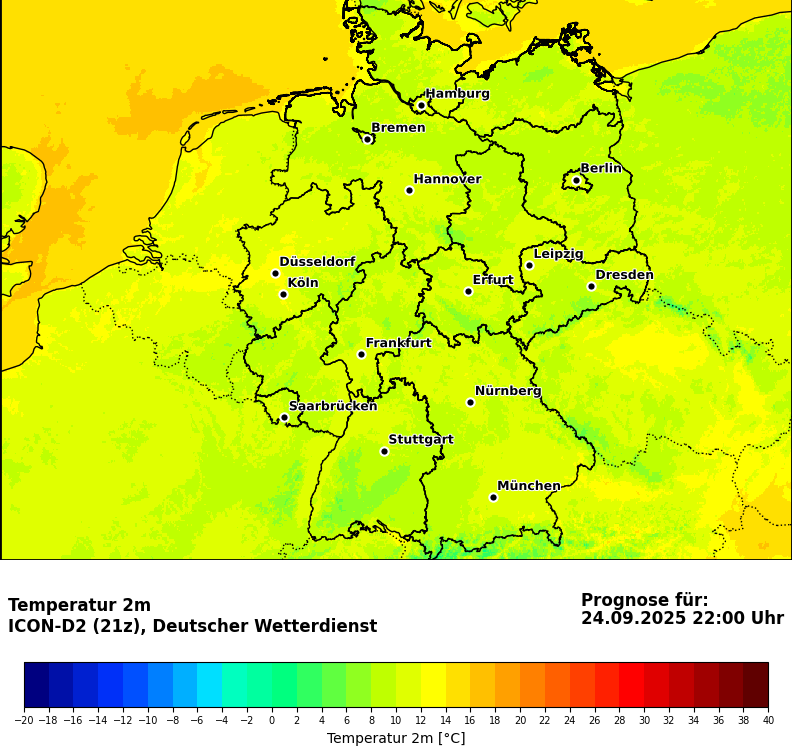 Hamburg
Bremen
Berlin
Hannover
Leipzig
Düsseldorf
Dresden
Köln
Erfurt
Frankfurt
Nürnberg
Saarbrücken
Stuttgart
München
Temperatur 2m
ICON-D2 (21z), Deutscher Wetterdienst
Prognose für:
24.09.2025 22:00 Uhr
−20 −18 −16 −14 −12 −10 −8 −6 −4 −2 0 2 4 6 8 10 12 14 16 18 20 22 24 26 28 30 32 34 36 38 40
Temperatur 2m [°C]